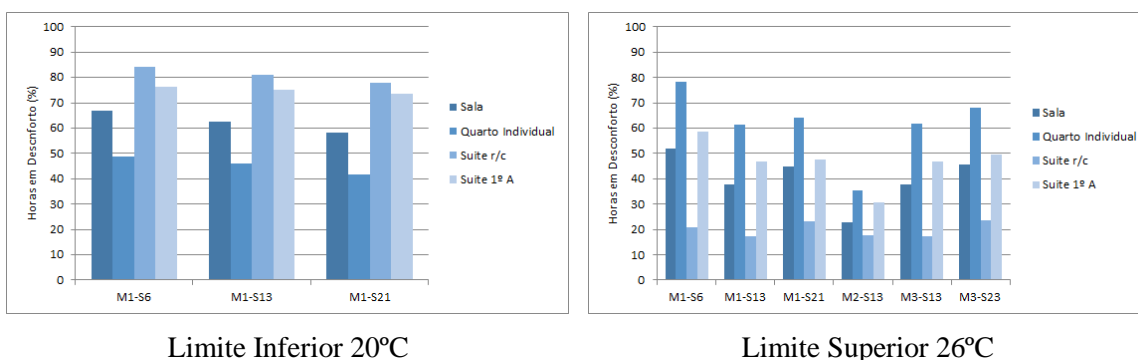 Horas em Desconforto (%)
100
90
80
70
60
50
40
30
20
10
0
M1-S6 M1-S13 M1-S21
Sala
Quarto Individual
Suite r/c
Suite 1º A
Limite Inferior 20ºC
Horas em Desconforto (%)
100
90
80
70
60
50
40
30
20
10
0
M1-S6 M1-S13 M1-S21 M2-S13 M3-S13 M3-S23
Sala
Quarto Individual
Suite r/c
Suite 1º A
Limite Superior 26ºC